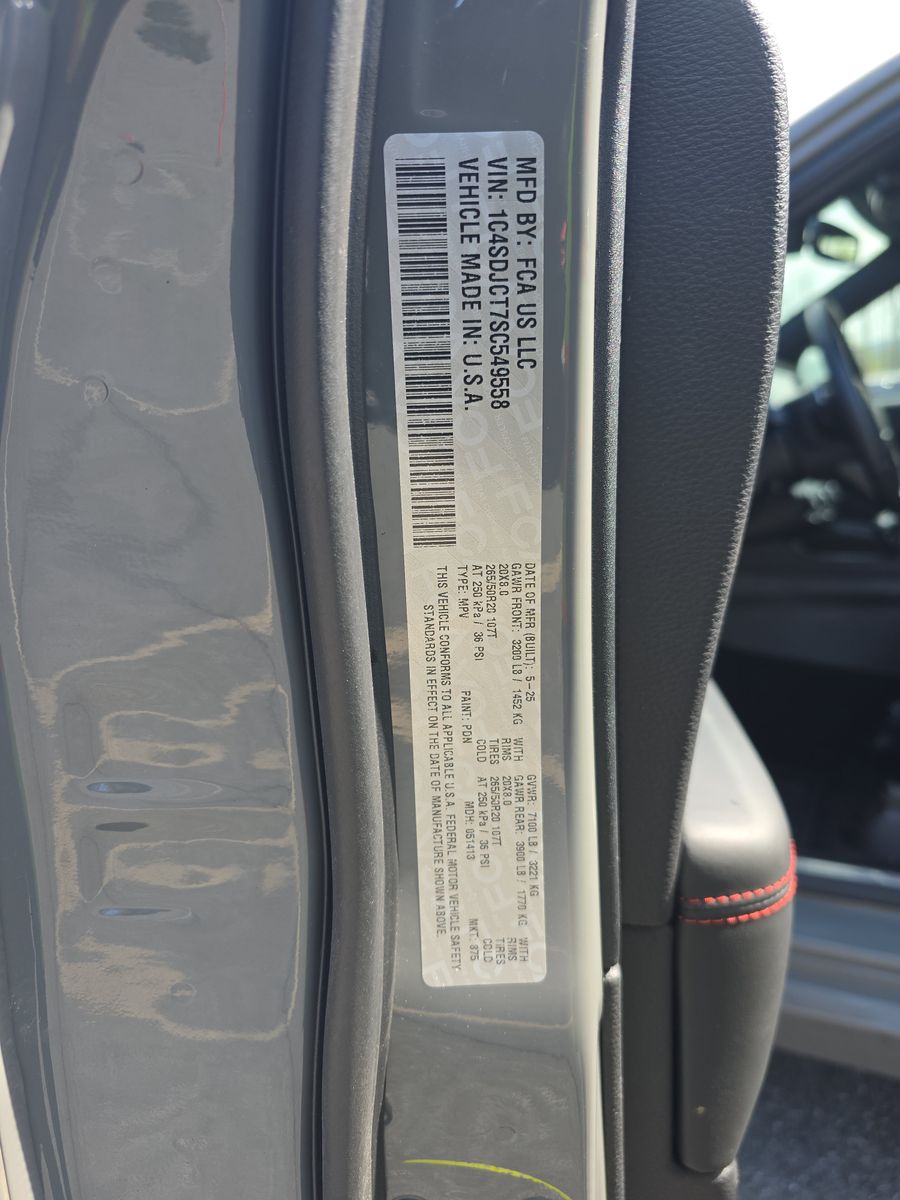 MFD BY: FCA US LLC
VIN: 1C4SDJCT7SC549558
VEHICLE MADE IN: U.S.A.
DATE OF MFR (BUILT): 5-25 GVWR: 7100 LB / 3221 KG
GAWR FRONT: 3200 LB / 1452 KG WITH GAWR REAR: 3900 LB / 1770 KG WITH
20X8.0 RIMS 20X8.0 RIMS
265/50R20 107T TIRES 265/50R20 107T TIRES
AT 250 kPa / 36 PSI COLD AT 250 kPa / 36 PSI COLD
TYPE: MPV PAINT: PDN MDH: 051413 MKT: 875
THIS VEHICLE CONFORMS TO ALL APPLICABLE U.S.A. FEDERAL MOTOR VEHICLE SAFETY
STANDARDS IN EFFECT ON THE DATE OF MANUFACTURE SHOWN ABOVE.